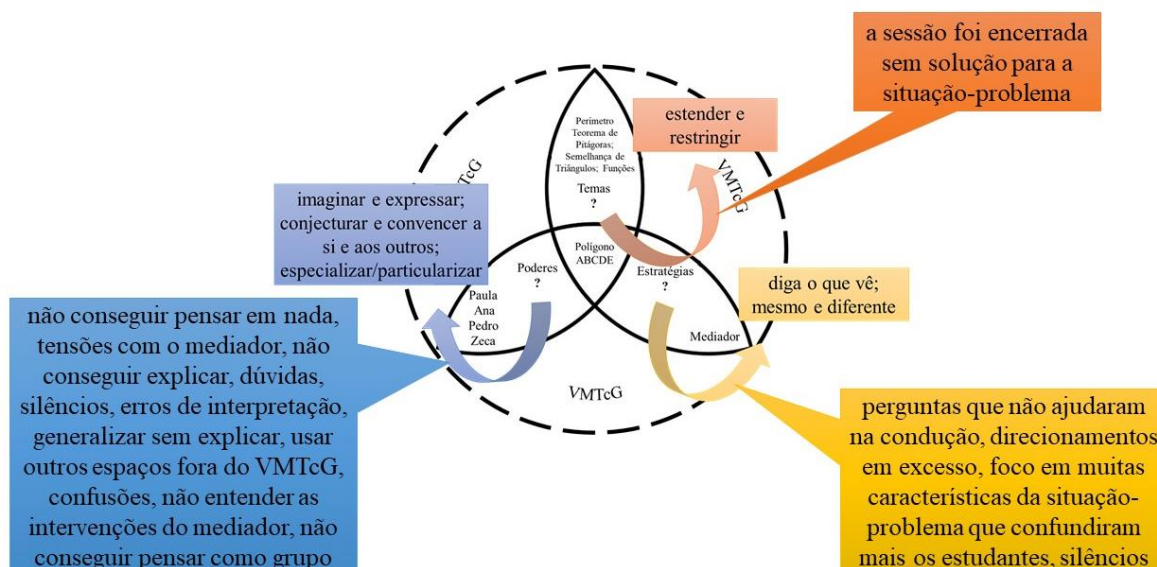 a sessão foi encerrada
sem solução para a
situação-problema
estender e
restringir
Perímetro
Teorema de
Pitágoras;
Semelhança de
Triângulos; Funções
Temas
?
VMTcG
imaginar e expressar;
conjecturar e convencer a
si e aos outros;
especializar/particularizar
Polígono
ABCDE
Poderes
?
Estratégias
?
diga o que vê;
mesmo e diferente
Paula
Ana
Pedro
Zeca
Mediador
VMTcG
não conseguir pensar em nada,
tensões com o mediador, não
conseguir explicar, dúvidas,
silêncios, erros de interpretação,
generalizar sem explicar, usar
outros espaços fora do VMTcG,
confusões, não entender as
intervenções do mediador, não
conseguir pensar como grupo
perguntas que não ajudaram
na condução, direcionamentos
em excesso, foco em muitas
características da situação-
problema que confundiram
mais os estudantes, silêncios